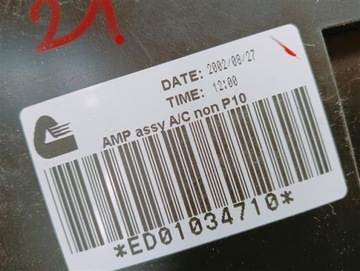 21
DATE: 2002/08/27
TIME: 12:00
AMP assy A/C non P10
*ED01034710*